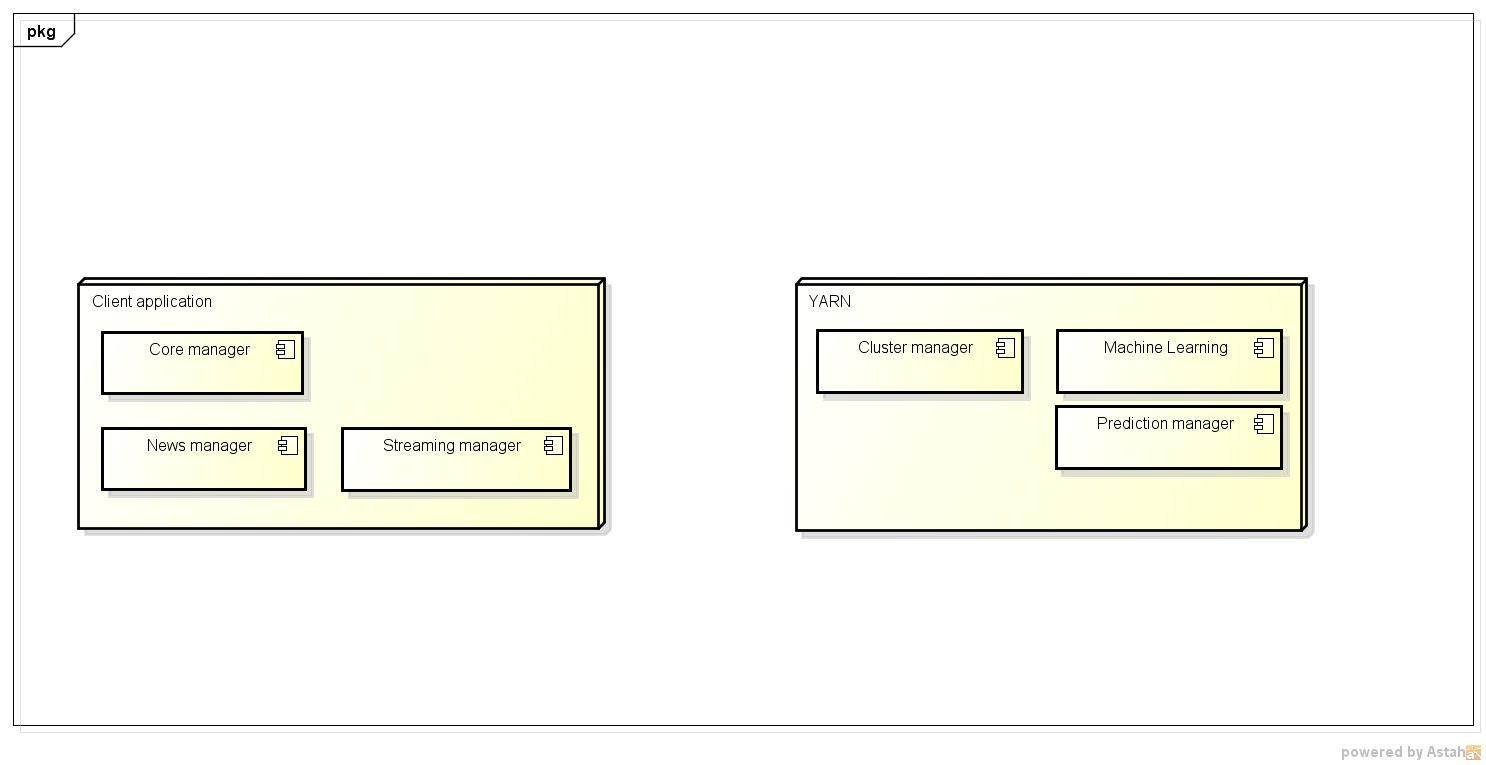 pkg
Client application
Core manager
News manager
Streaming manager
YARN
Cluster manager
Machine Learning
Prediction manager
powered by Astah